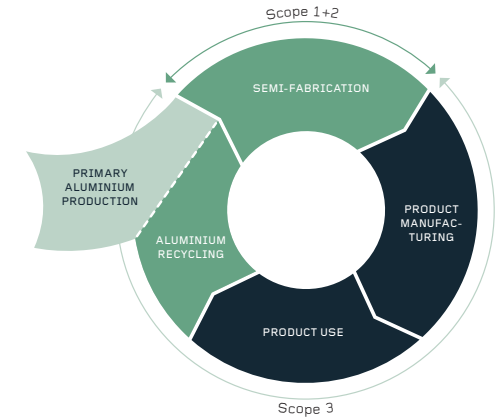 Scope 1+2
SEMI-FABRICATION
PRIMARY
ALUMINIUM
PRODUCTION
PRODUCT
MANUFAC-
TURING
ALUMINIUM
RECYCLING
PRODUCT USE
Scope 3